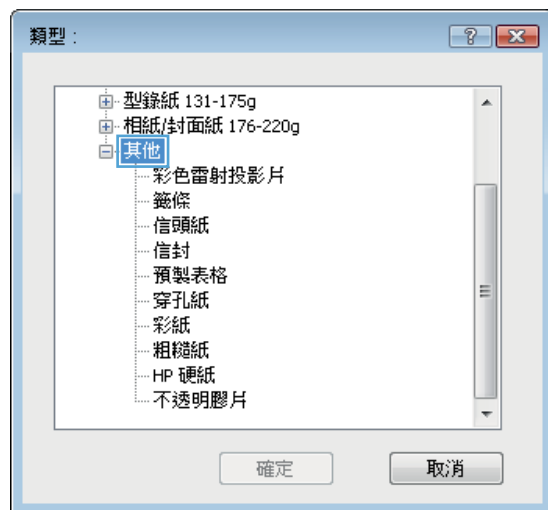 類型：
型錄紙 131-175g
相紙/封面紙 176-220g
其他
彩色雷射投影片
籤條
信頭紙
信封
預製表格
穿孔紙
彩紙
粗糙紙
HP 硬紙
不透明膠片
確定
取消